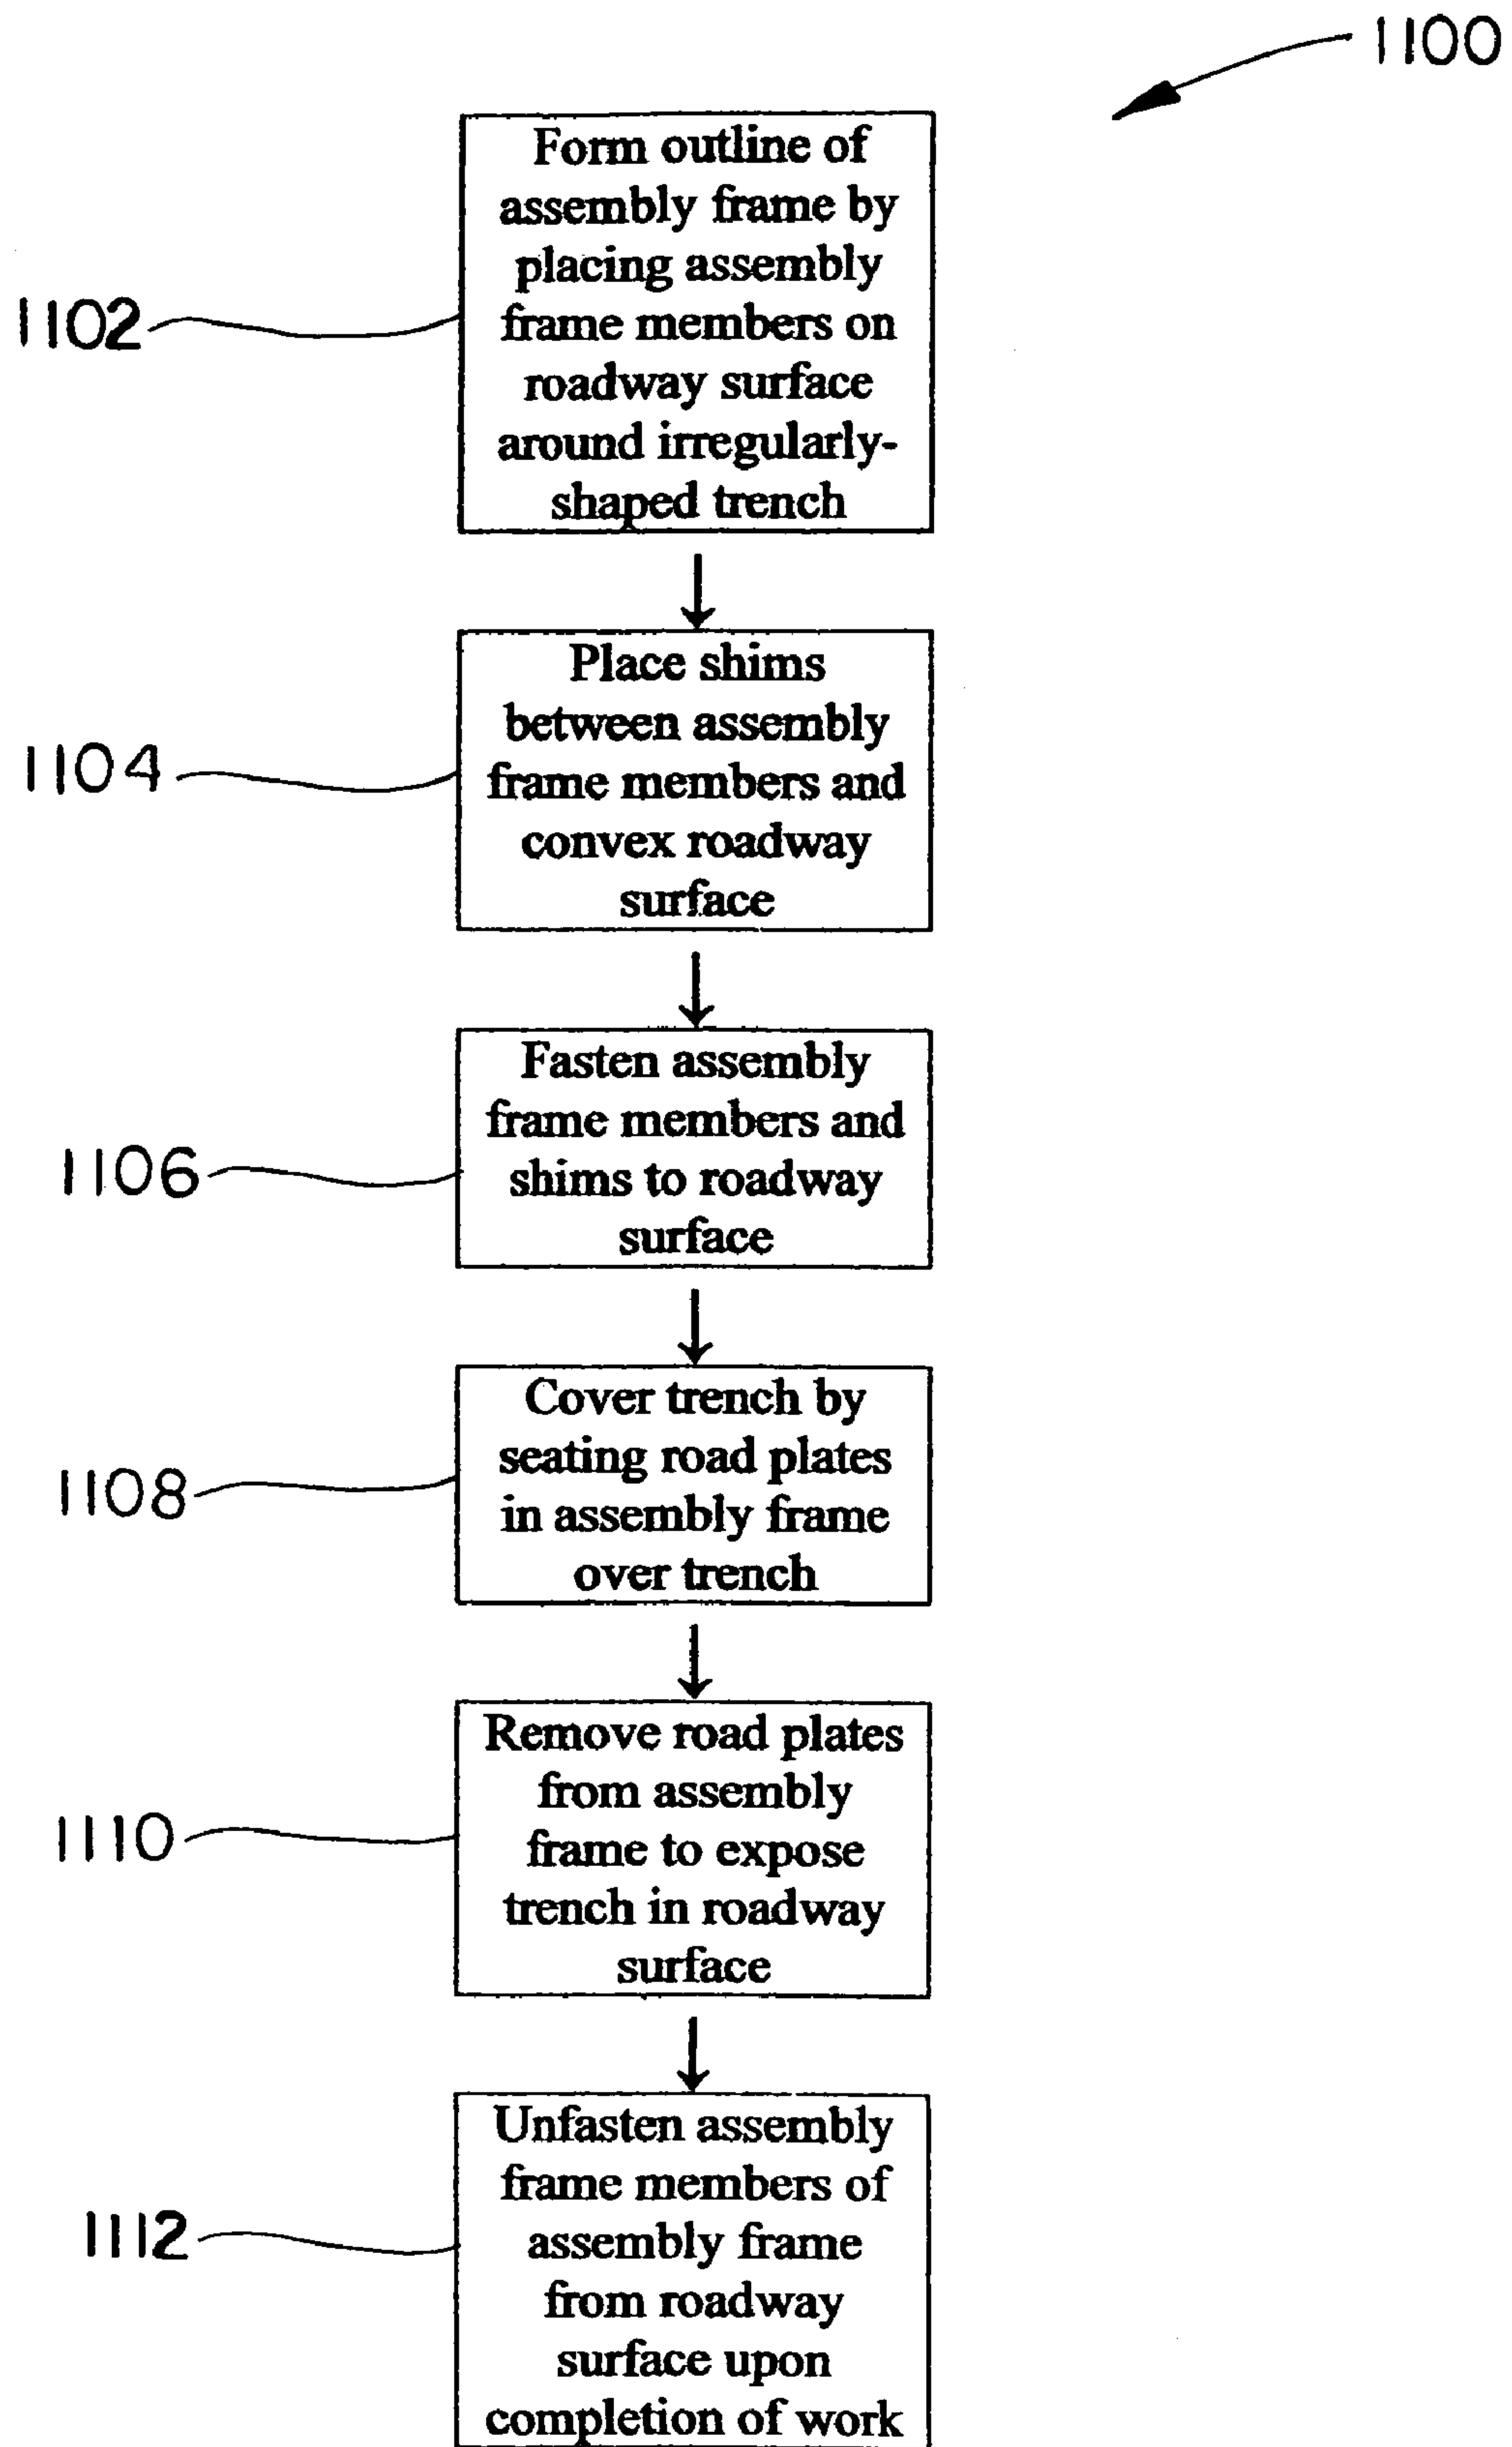 1100
Form outline of
assembly frame by
placing assembly
frame members on
roadway surface
around irregularly-
shaped trench
1102
Place shims
between assembly
frame members and
convex roadway
surface
1104
Fasten assembly
frame members and
shims to roadway
surface
1106
Cover trench by
seating road plates
in assembly frame
over trench
1108
Remove road plates
from assembly
frame to expose
trench in roadway
surface
1110
Unfasten assembly
frame members of
assembly frame
from roadway
surface upon
completion of work
1112